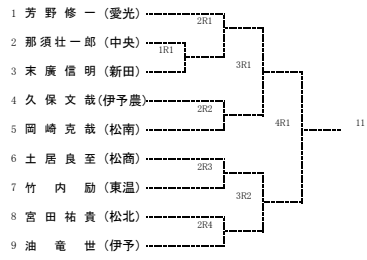 1 芳野修一(愛光)
2R1
2 那須壮一郎(中央)
1R1
3 末廣信明(新田)
3R1
4 久保文哉(伊予農)
2R2
5 岡崎克哉(松南)
4R1 11
6 土居良至(松商)
2R3
7 竹内励(東温)
3R2
8 宮田祐貴(松北)
2R4
9 油竜世(伊予)